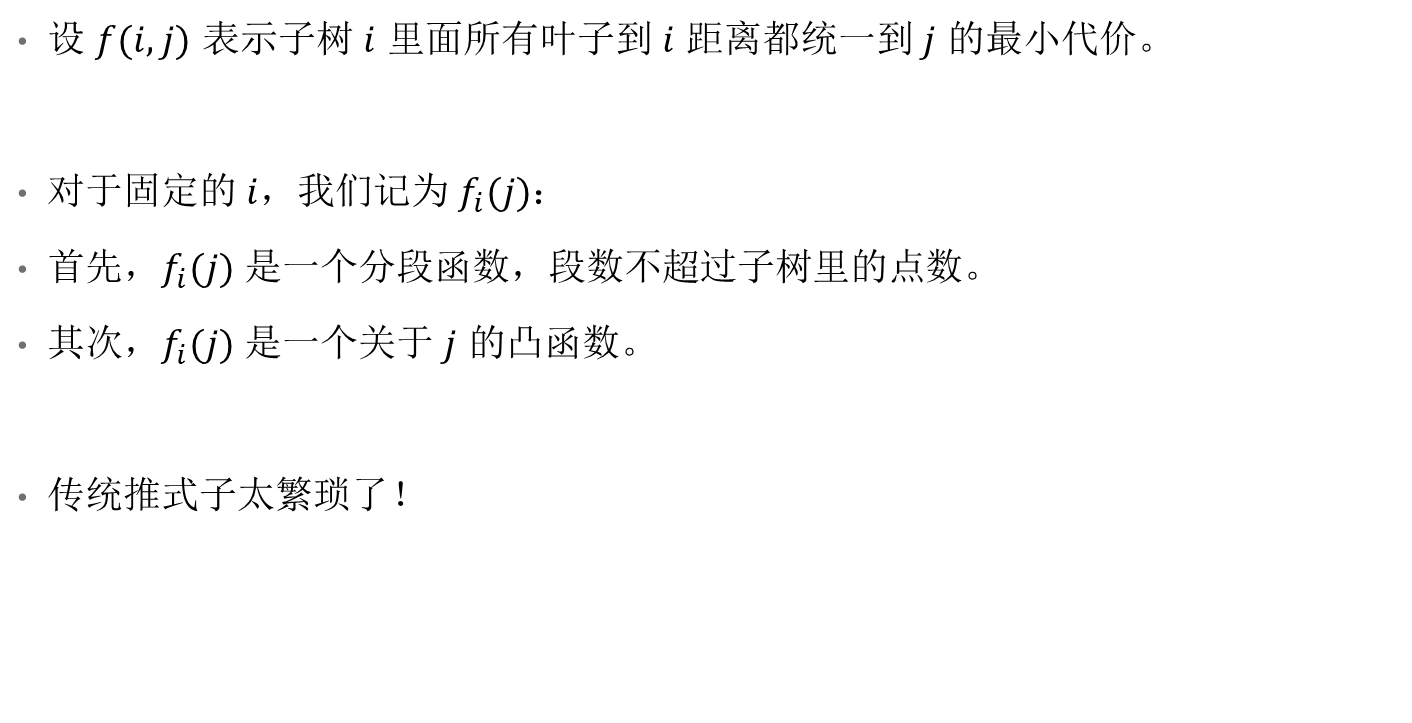 • 设 f(i,j) 表示子树 i 里面所有叶子到 i 距离都统一到 j 的最小代价。
• 对于固定的 i，我们记为 fᵢ(j)：
• 首先，fᵢ(j) 是一个分段函数，段数不超过子树里的点数。
• 其次，fᵢ(j) 是一个关于 j 的凸函数。
• 传统推式子太繁琐了！